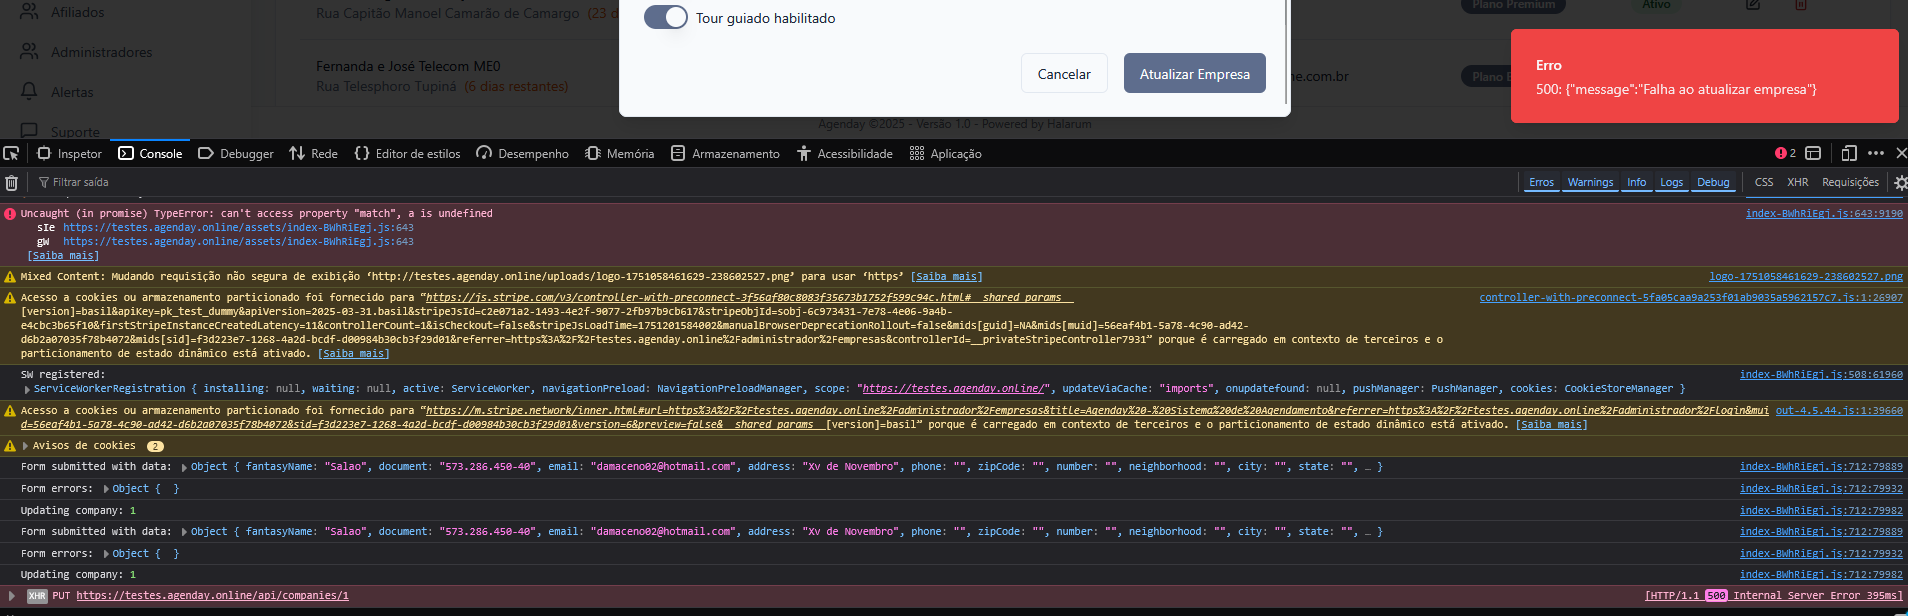 Afiliados
Administradores
Alertas
Suporte
Rua Capitão Manoel Camarão de Camargo (23 d
Fernanda e José Telecom ME0
Rua Telesphoro Tupiná (6 dias restantes)
Tour guiado habilitado
Cancelar
Atualizar Empresa
ne.com.br
Plano Premium
Ativo
Plano E
Agenday ©2025 - Versão 1.0 - Powered by Halarum
Erro
500: {"message":"Falha ao atualizar empresa"}
Inspetor
Console
Debugger
Rede
Editor de estilos
Desempenho
Memória
Armazenamento
Acessibilidade
Aplicação
2
Filtrar saída
Erros
Warnings
Info
Logs
Debug
CSS
XHR
Requisições
Uncaught (in promise) TypeError: can't access property "match", a is undefined index-BWhRiEgj.js:643:9190
sIe https://testes.agenday.online/assets/index-BWhRiEgj.js:643
gW https://testes.agenday.online/assets/index-BWhRiEgj.js:643
[Saiba mais]
Mixed Content: Mudando requisição não segura de exibição ‘http://testes.agenday.online/uploads/logo-1751058461629-238602527.png’ para usar ‘https’ [Saiba mais] logo-1751058461629-238602527.png
Acesso a cookies ou armazenamento particionado foi fornecido para “https://js.stripe.com/v3/controller-with-preconnect-3f56af80c8083f35673b1752f599c94c.html#__shared_params__ controller-with-preconnect-5fa05caa9a253f01ab9035a5962157c7.js:1:26907
[version]=basil&apiKey=pk_test_dummy&apiVersion=2025-03-31.basil&stripeJsId=c2e071a2-1493-4e2f-9077-2fb97b9cb617&stripeObjId=sobj-6c973431-7e78-4e06-9a4b-
e4cbc3b65f10&firstStripeInstanceCreatedLatency=11&controllerCount=1&isCheckout=false&stripeJsLoadTime=1751201584002&manualBrowserDeprecationRollout=false&mids[guid]=NA&mids[muid]=56eaf4b1-5a78-4c90-ad42-
d6b2a07035f78b4072&mids[sid]=f3d223e7-1268-4a2d-bcdf-d00984b30cb3f29d01&referrer=https%3A%2F%2Ftestes.agenday.online%2Fadministrador%2Fempresas&controllerId=__privateStripeController7931” porque é carregado em contexto de terceiros e o
particionamento de estado dinâmico está ativado. [Saiba mais]
SW registered: index-BWhRiEgj.js:508:61960
ServiceWorkerRegistration { installing: null, waiting: null, active: ServiceWorker, navigationPreload: NavigationPreloadManager, scope: "https://testes.agenday.online/", updateViaCache: "imports", onupdatefound: null, pushManager: PushManager, cookies: CookieStoreManager }
Acesso a cookies ou armazenamento particionado foi fornecido para “https://m.stripe.network/inner.html#url=https%3A%2F%2Ftestes.agenday.online%2Fadministrador%2Fempresas&title=Agenday%20-%20Sistema%20de%20Agendamento&referrer=https%3A%2F%2Ftestes.agenday.online%2Fadministrador%2Flogin&mui out-4.5.44.js:1:39660
d=56eaf4b1-5a78-4c90-ad42-d6b2a07035f78b4072&sid=f3d223e7-1268-4a2d-bcdf-d00984b30cb3f29d01&version=6&preview=false&__shared_params__[version]=basil” porque é carregado em contexto de terceiros e o particionamento de estado dinâmico está ativado. [Saiba mais]
Avisos de cookies 2
Form submitted with data: Object { fantasyName: "Salao", document: "573.286.450-40", email: "damaceno02@hotmail.com", address: "Xv de Novembro", phone: "", zipCode: "", number: "", neighborhood: "", city: "", state: "", … } index-BWhRiEgj.js:712:79889
Form errors: Object { } index-BWhRiEgj.js:712:79932
Updating company: 1 index-BWhRiEgj.js:712:79982
Form submitted with data: Object { fantasyName: "Salao", document: "573.286.450-40", email: "damaceno02@hotmail.com", address: "Xv de Novembro", phone: "", zipCode: "", number: "", neighborhood: "", city: "", state: "", … } index-BWhRiEgj.js:712:79889
Form errors: Object { } index-BWhRiEgj.js:712:79932
Updating company: 1 index-BWhRiEgj.js:712:79982
XHR PUT https://testes.agenday.online/api/companies/1 [HTTP/1.1 500 Internal Server Error 395ms]